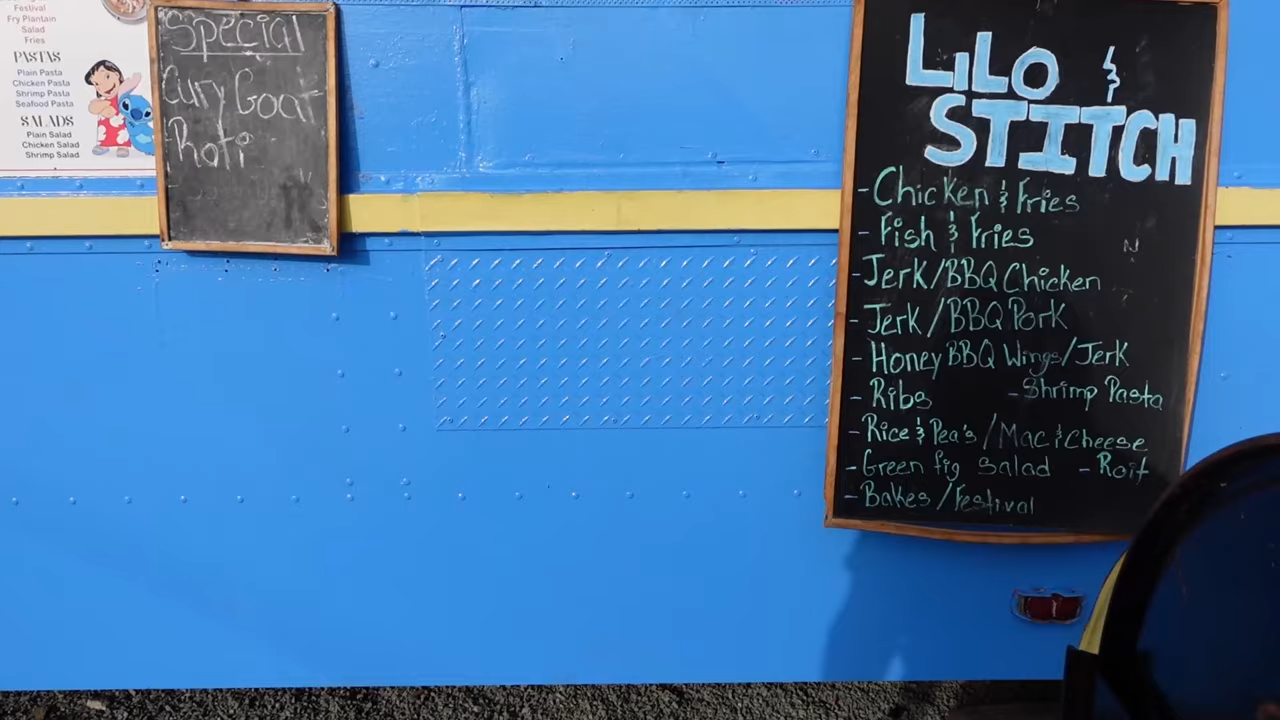 Festival
Fry Plantain
Salad
Fries
PASTAS
Plain Pasta
Chicken Pasta
Shrimp Pasta
Seafood Pasta
SALADS
Plain Salad
Chicken Salad
Shrimp Salad
Special
Cury Goat
Roti
LiLO &
STITCH
- Chicken & Fries
- Fish & Fries
- Jerk/BBQ Chicken
- Jerk/BBQ Pork
- Honey BBQ Wings/Jerk
- Ribs - Shrimp Pasta
- Rice & Pea's/Mac & Cheese
- Green fig Salad - Roit
- Bakes/Festival